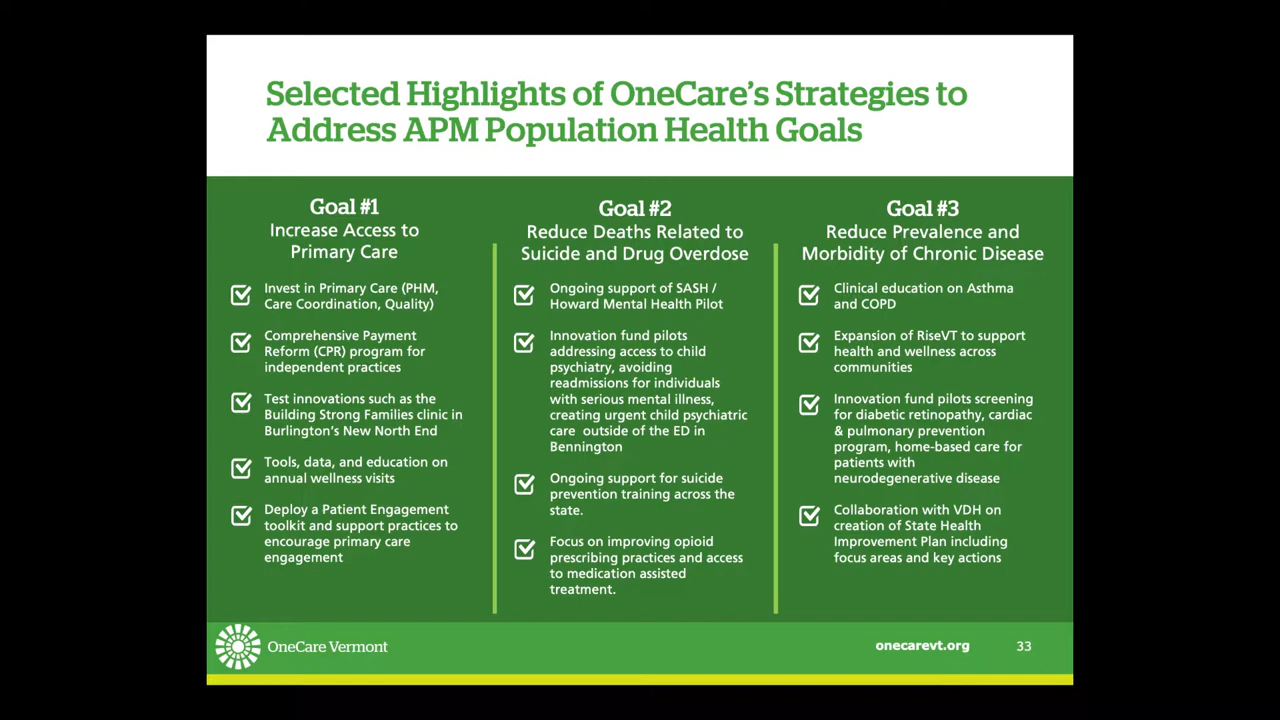 Selected Highlights of OneCare's Strategies to
Address APM Population Health Goals
Goal #1
Increase Access to
Primary Care
Invest in Primary Care (PHM,
Care Coordination, Quality)
Comprehensive Payment
Reform (CPR) program for
independent practices
Test innovations such as the
Building Strong Families clinic in
Burlington's New North End
Tools, data, and education on
annual wellness visits
Deploy a Patient Engagement
toolkit and support practices to
encourage primary care
engagement
Goal #2
Reduce Deaths Related to
Suicide and Drug Overdose
Ongoing support of SASH /
Howard Mental Health Pilot
Innovation fund pilots
addressing access to child
psychiatry, avoiding
readmissions for individuals
with serious mental illness,
creating urgent child psychiatric
care outside of the ED in
Bennington
Ongoing support for suicide
prevention training across the
state.
Focus on improving opioid
prescribing practices and access
to medication assisted
treatment.
Goal #3
Reduce Prevalence and
Morbidity of Chronic Disease
Clinical education on Asthma
and COPD
Expansion of RiseVT to support
health and wellness across
communities
Innovation fund pilots screening
for diabetic retinopathy, cardiac
& pulmonary prevention
program, home-based care for
patients with
neurodegenerative disease
Collaboration with VDH on
creation of State Health
Improvement Plan including
focus areas and key actions
OneCare Vermont
onecarevt.org
33